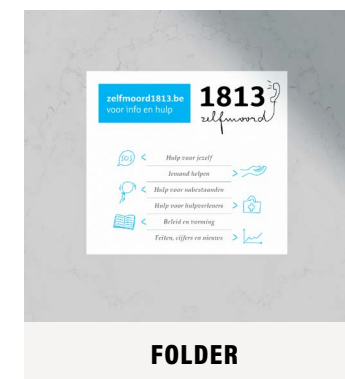 zelfmoord1813.be
voor info en hulp
1813
zelfmoord
SOS
< Hulp voor jezelf
Iemand helpen >
< Hulp voor nabestaanden
Hulp voor hulpverleners >
< Beleid en vorming
Feiten, cijfers en nieuws >
FOLDER